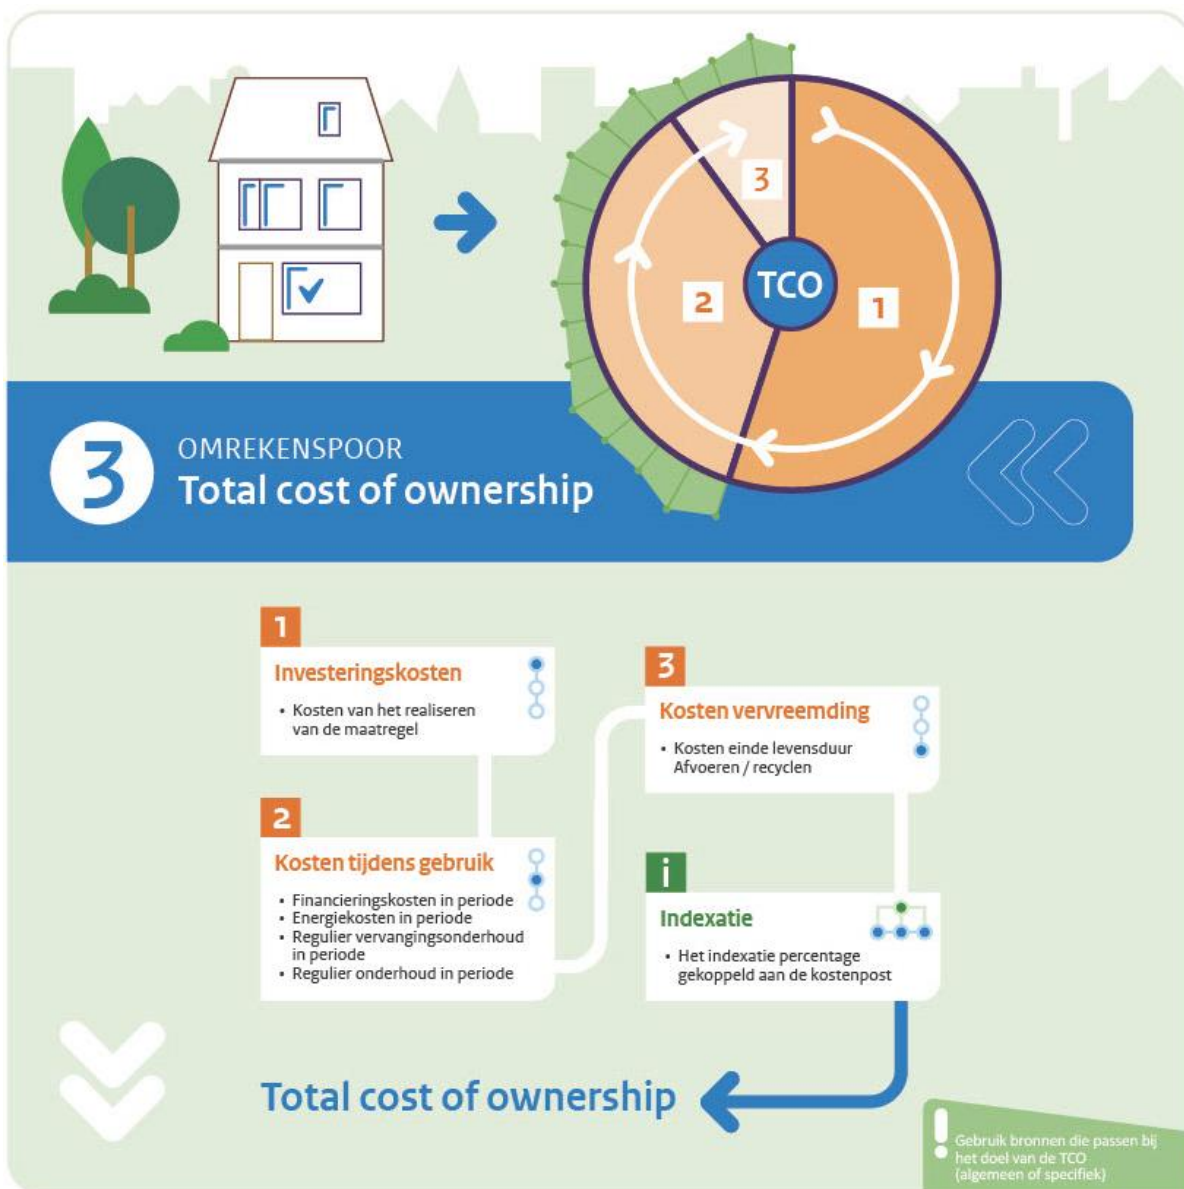 3
TCO
2
1
3
OMREKENSPOOR
Total cost of ownership
1
Investeringskosten
• Kosten van het realiseren
van de maatregel
2
Kosten tijdens gebruik
• Financieringskosten in periode
• Energiekosten in periode
• Regulier vervangingsonderhoud
in periode
• Regulier onderhoud in periode
3
Kosten vervreemding
• Kosten einde levensduur
Afvoeren / recyclen
i
Indexatie
• Het indexatie percentage
gekoppeld aan de kostenpost
Total cost of ownership
!
Gebruik bronnen die passen bij
het doel van de TCO
(algemeen of specifiek)